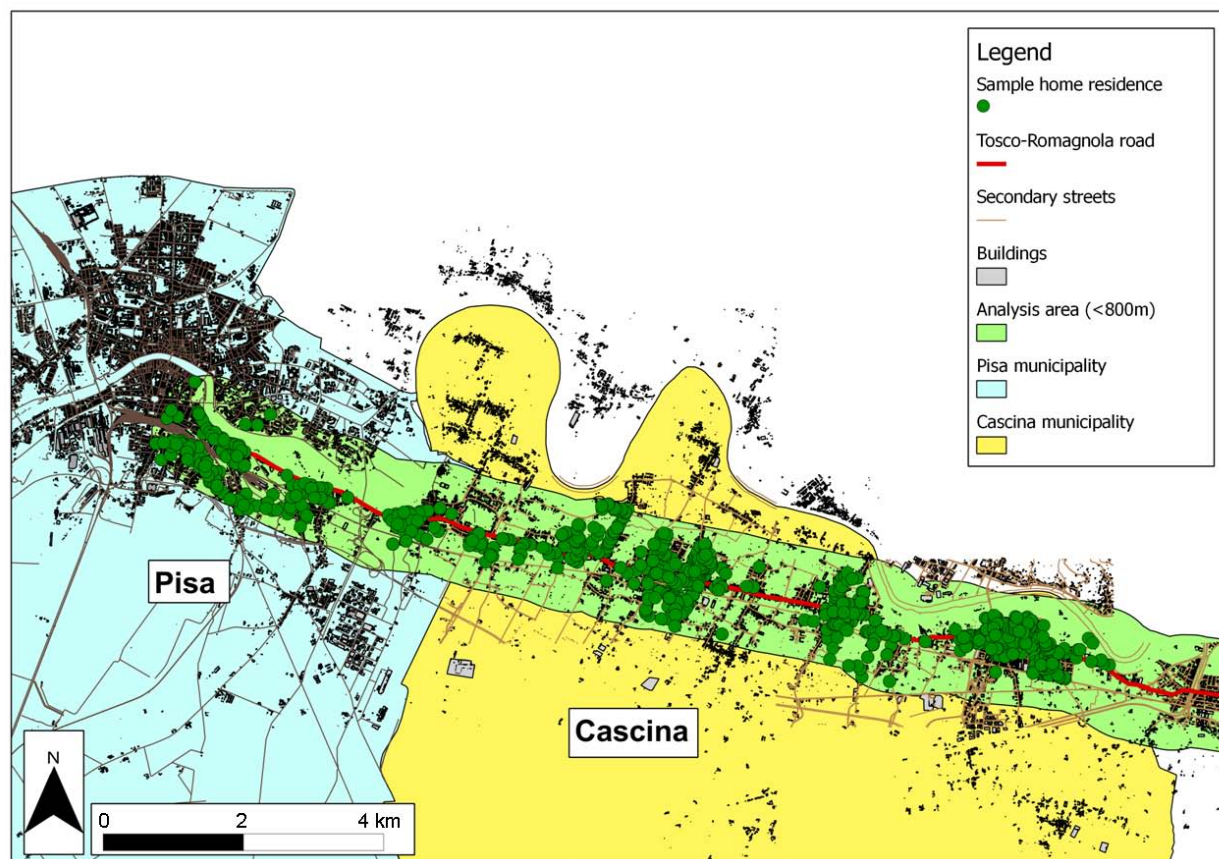 Legend
Sample home residence
Tosco-Romagnola road
Secondary streets
Buildings
Analysis area (<800m)
Pisa municipality
Cascina municipality
Pisa
Cascina
N
0 2 4 km